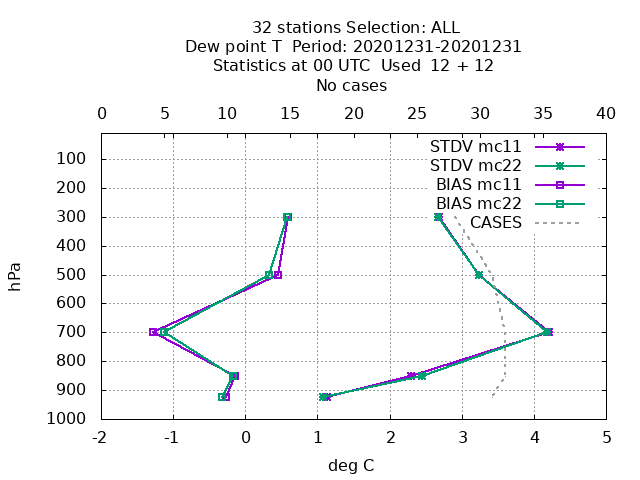 32 stations Selection: ALL
Dew point T  Period: 20201231-20201231
Statistics at 00 UTC  Used  12 + 12
No cases
0 5 10 15 20 25 30 35 40
STDV mc11
STDV mc22
BIAS mc11
BIAS mc22
CASES
hPa
100
200
300
400
500
600
700
800
900
1000
-2 -1 0 1 2 3 4 5
deg C